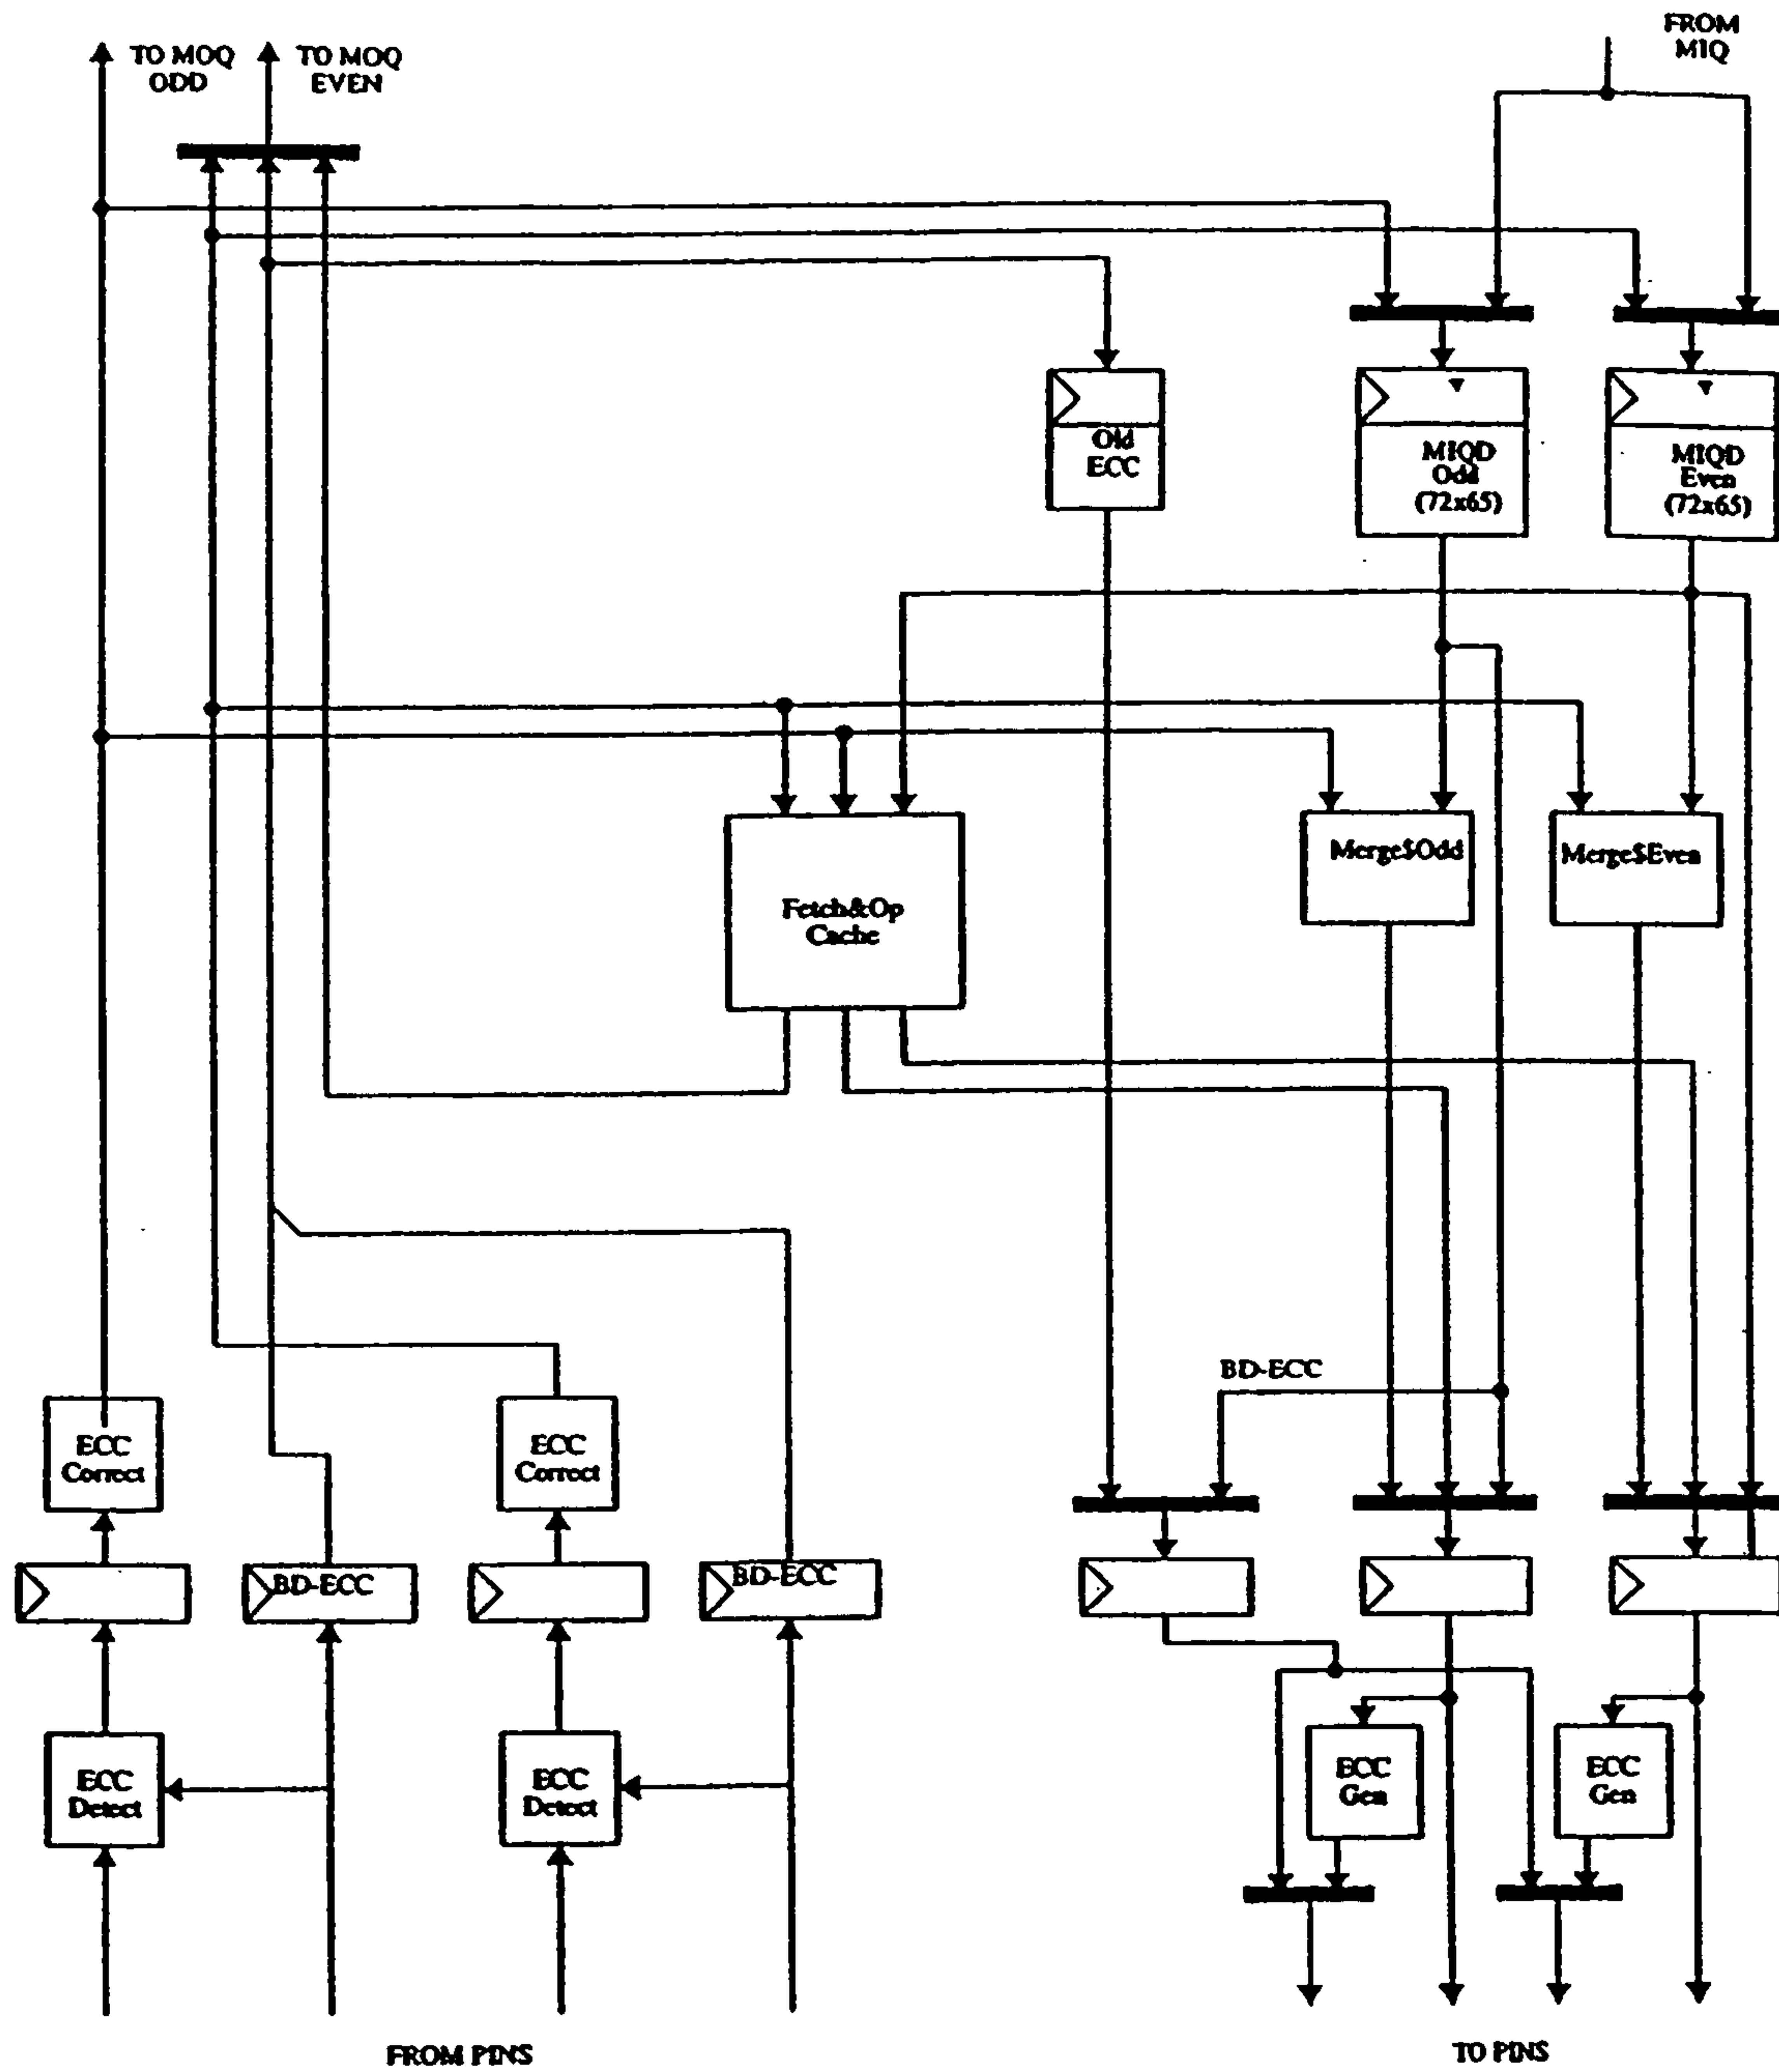 TO MOQ
ODD
TO MOQ
EVEN
FROM
MIQ
Old
ECC
MIQD
Odd
(72x65)
MIQD
Even
(72x65)
Merge$Odd
Merge$Even
Fetch&Op
Cache
BD-ECC
ECC
Correct
ECC
Correct
BD-ECC
BD-ECC
ECC
Detect
ECC
Detect
ECC
Gen
ECC
Gen
FROM PINS
TO PINS